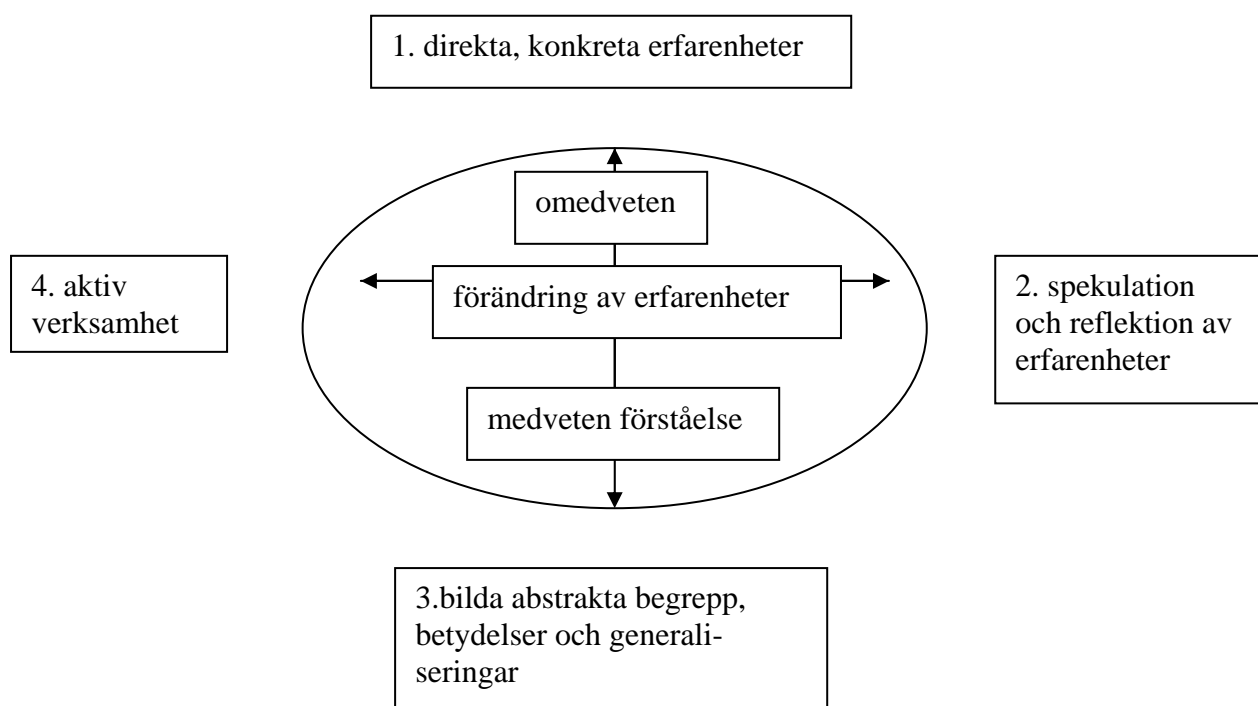 1. direkta, konkreta erfarenheter
omedveten
förändring av erfarenheter
4. aktiv
verksamhet
2. spekulation
och reflektion av
erfarenheter
medveten förståelse
3.bilda abstrakta begrepp,
betydelser och generali-
seringar